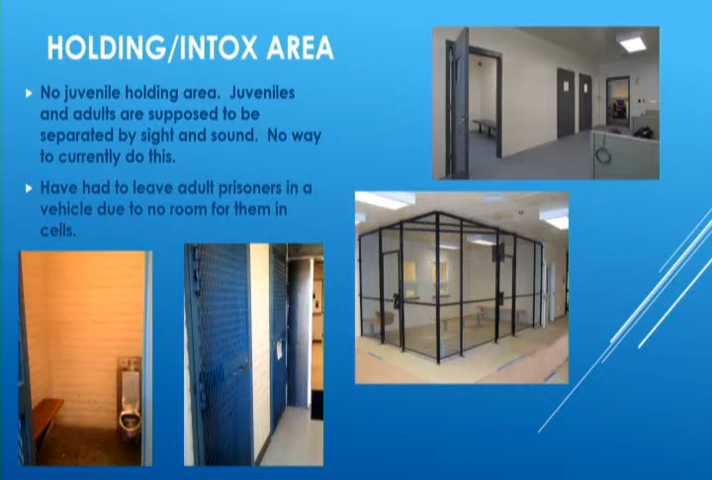 HOLDING/INTOX AREA
No juvenile holding area. Juveniles
and adults are supposed to be
separated by sight and sound. No way
to currently do this.
Have had to leave adult prisoners in a
vehicle due to no room for them in
cells.